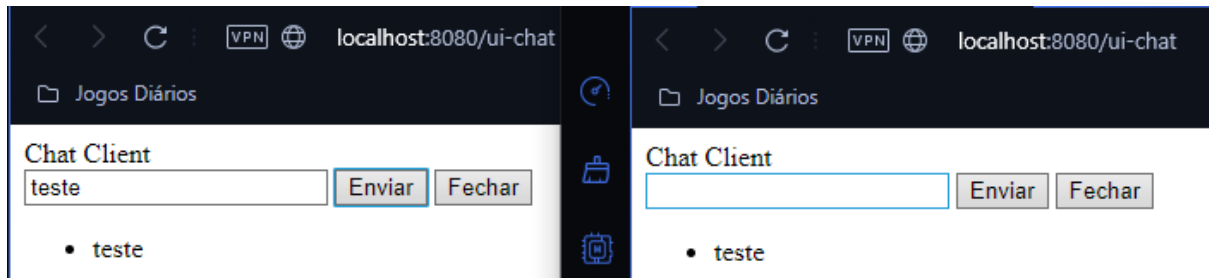 VPN localhost:8080/ui-chat
Jogos Diários
Chat Client
teste Enviar Fechar
• teste
VPN localhost:8080/ui-chat
Jogos Diários
Chat Client
Enviar Fechar
• teste